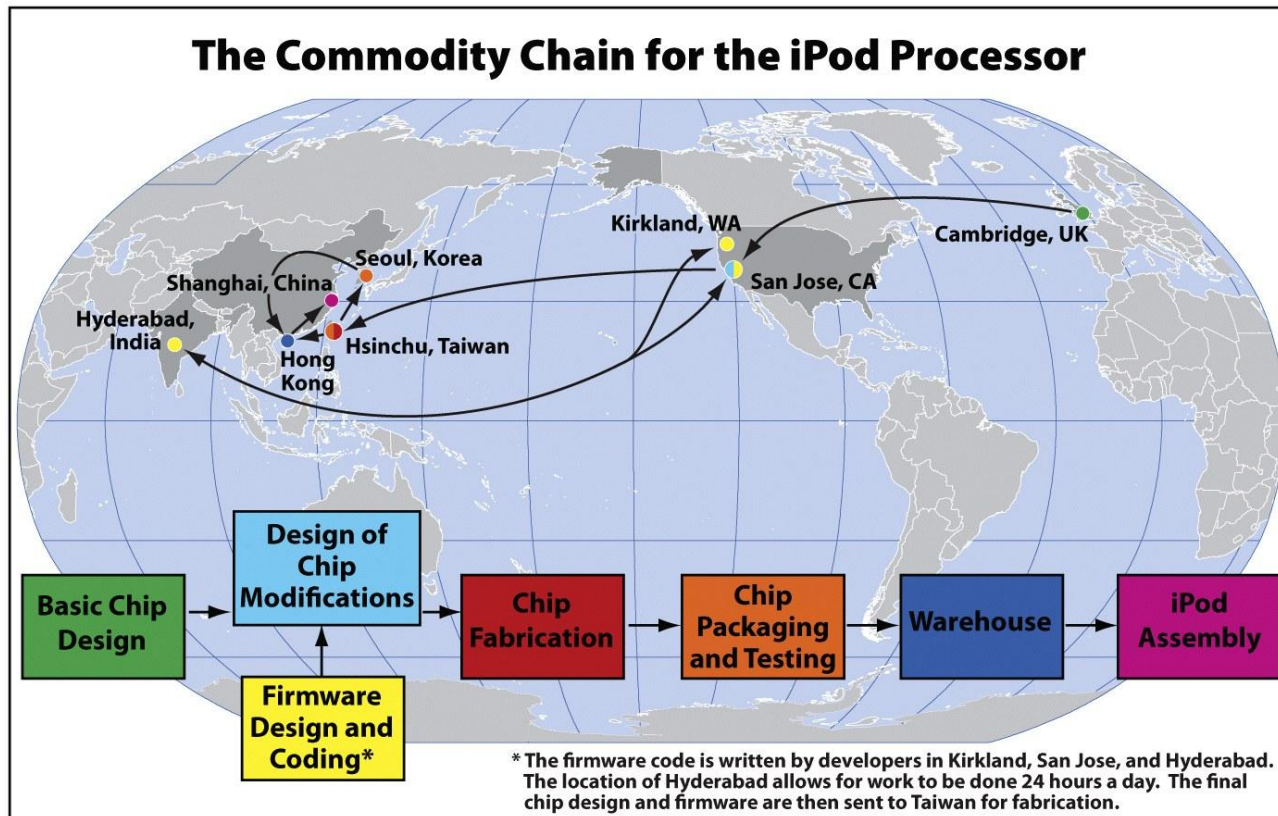 The Commodity Chain for the iPod Processor
Kirkland, WA
Cambridge, UK
Seoul, Korea
Shanghai, China
San Jose, CA
Hyderabad,
India
Hsinchu, Taiwan
Hong
Kong
Basic Chip
Design
Design of
Chip
Modifications
Firmware
Design and
Coding*
Chip
Fabrication
Chip
Packaging
and Testing
Warehouse
iPod
Assembly
* The firmware code is written by developers in Kirkland, San Jose, and Hyderabad.
The location of Hyderabad allows for work to be done 24 hours a day. The final
chip design and firmware are then sent to Taiwan for fabrication.